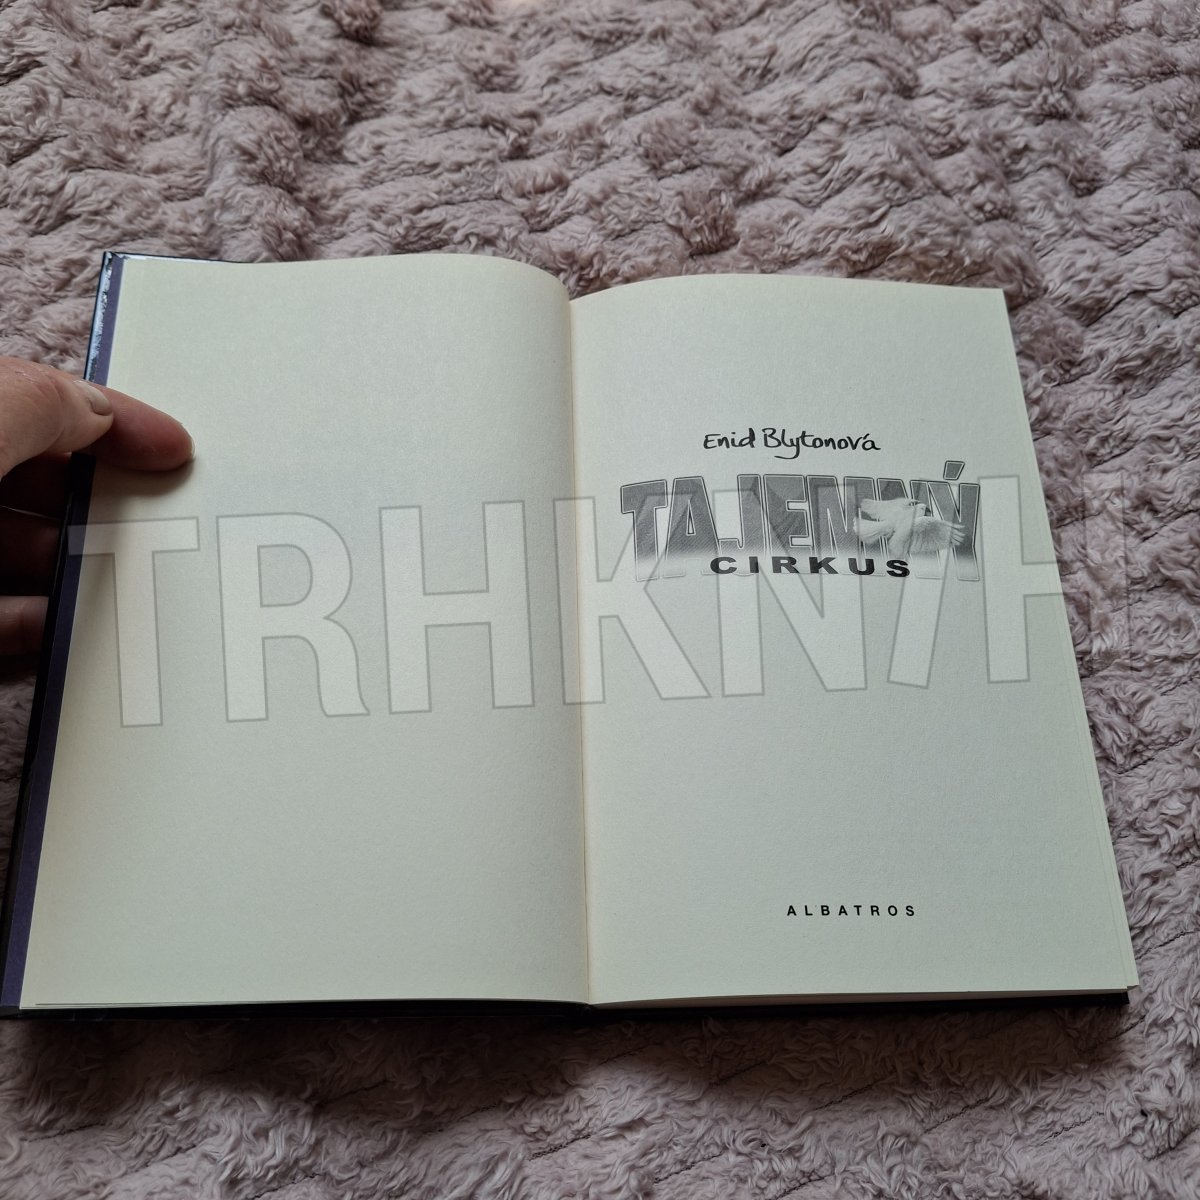 Enid Blytonová
TAJEMNÝ
CIRKUS
TRHKNIH
ALBATROS